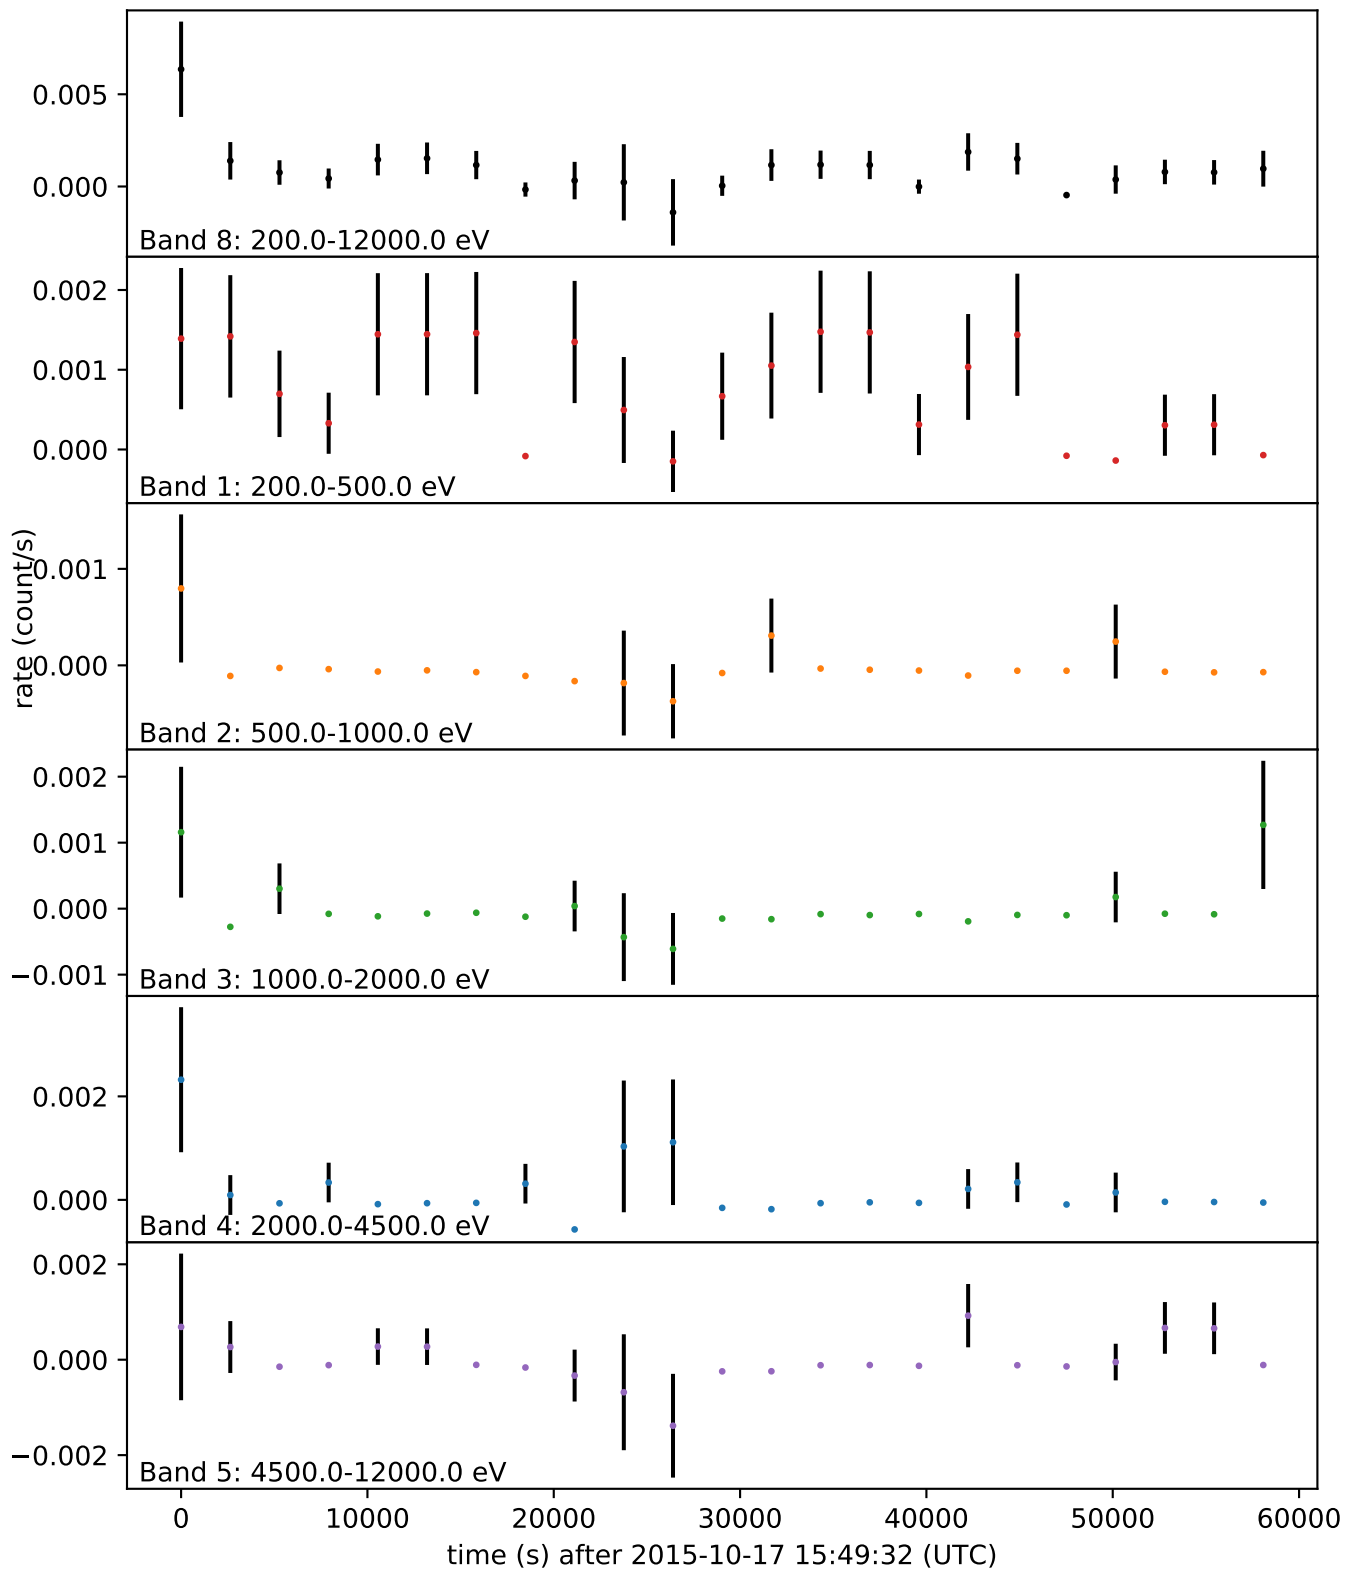 0.005
0.000
Band 8: 200.0-12000.0 eV
0.002
0.001
0.000
Band 1: 200.0-500.0 eV
rate (count/s)
0.001
0.000
Band 2: 500.0-1000.0 eV
0.002
0.001
0.000
−0.001
Band 3: 1000.0-2000.0 eV
0.002
0.000
Band 4: 2000.0-4500.0 eV
0.002
0.000
−0.002
Band 5: 4500.0-12000.0 eV
0 10000 20000 30000 40000 50000 60000
time (s) after 2015-10-17 15:49:32 (UTC)